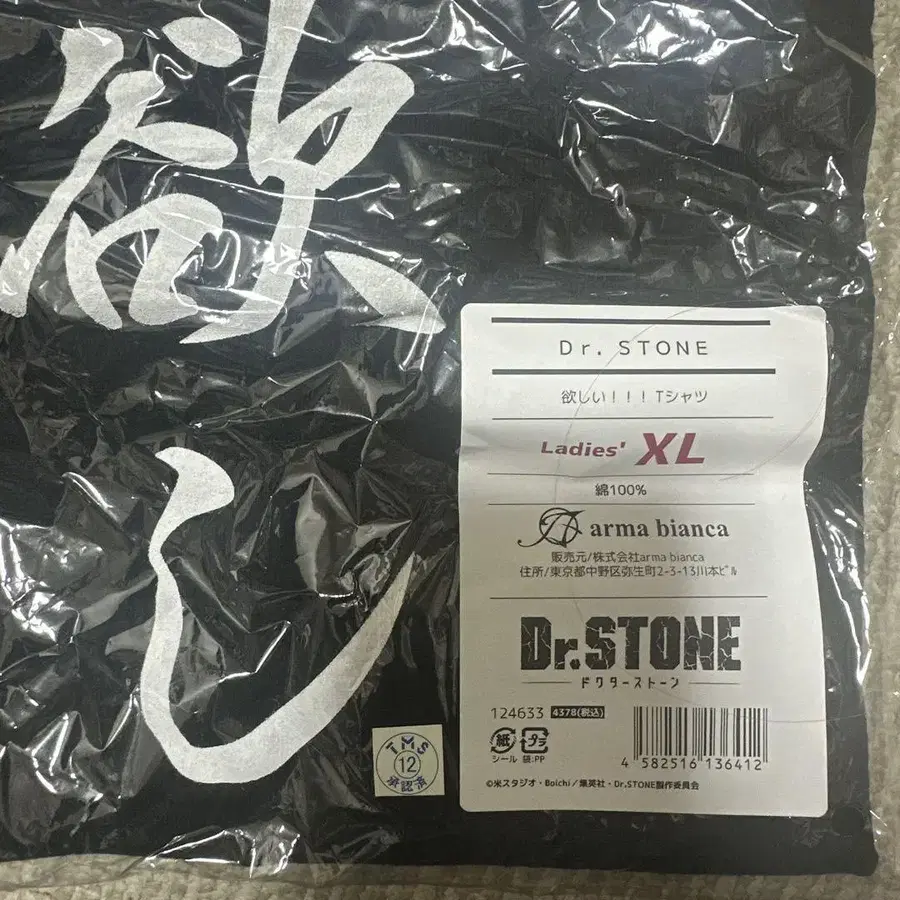 欲
し
Dr. STONE
欲しい!!! Tシャツ
Ladies' XL
綿100%
arma bianca
販売元/株式会社arma bianca
住所/東京都中野区弥生町2-3-13川本ビル
Dr.STONE
ドクターストーン
124633 4378(税込)
紙 プラ
シール 袋:PP
4 582516 136412
©米スタジオ・Boichi/集英社・Dr.STONE製作委員会
TMS
12
承認済